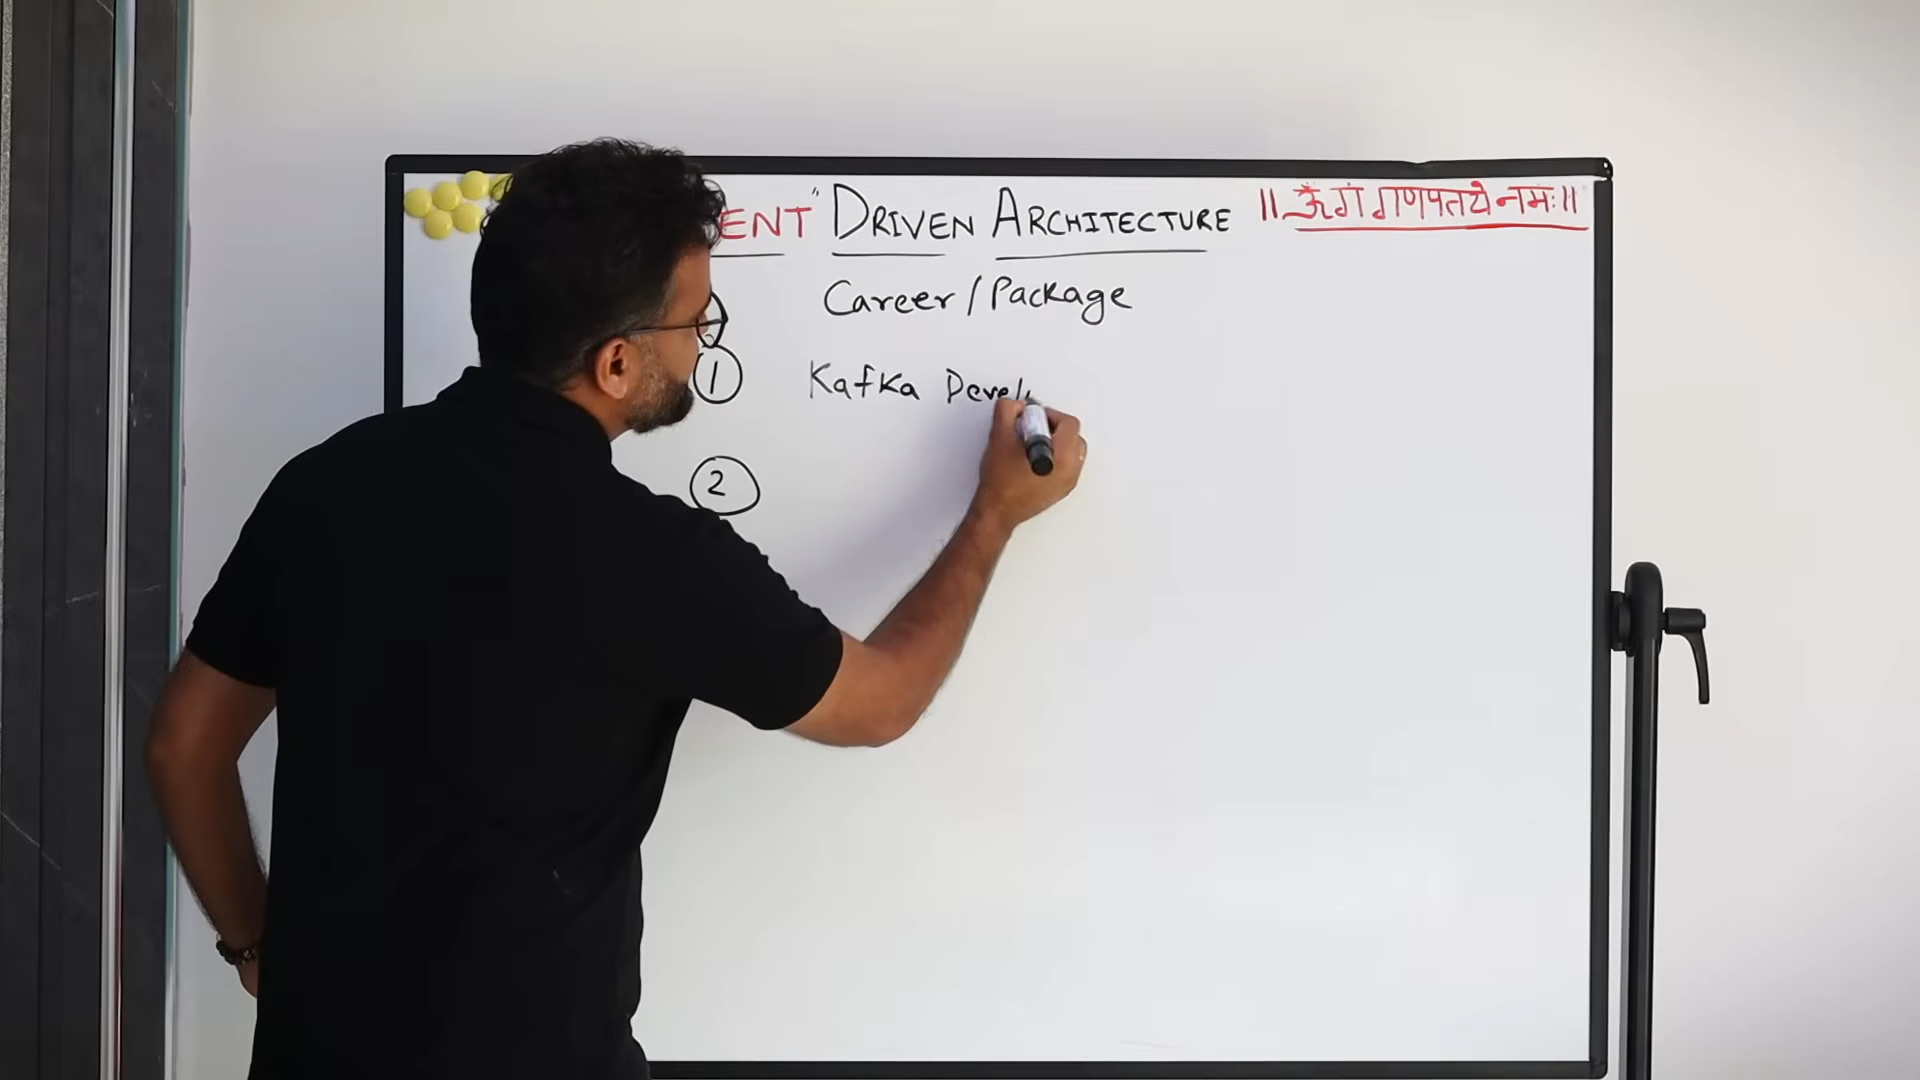 ENT" DRIVEN ARCHITECTURE
|| ॐ गं गणपतये नमः ||
Career / Package
1 Kafka Devel
2